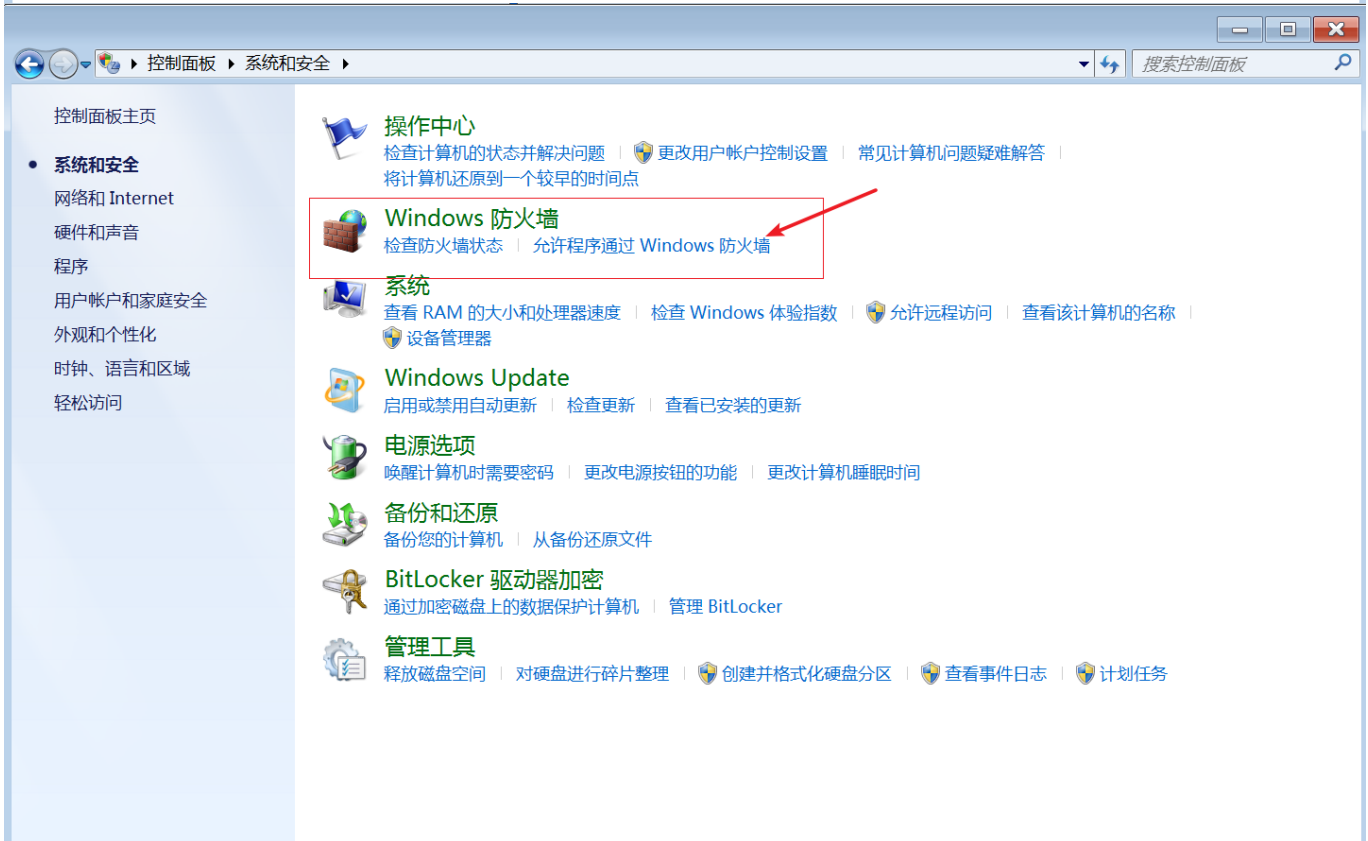 控制面板 系统和安全
搜索控制面板
控制面板主页
系统和安全
网络和 Internet
硬件和声音
程序
用户帐户和家庭安全
外观和个性化
时钟、语言和区域
轻松访问
操作中心
检查计算机的状态并解决问题 更改用户帐户控制设置 常见计算机问题疑难解答
将计算机还原到一个较早的时间点
Windows 防火墙
检查防火墙状态 允许程序通过 Windows 防火墙
系统
查看 RAM 的大小和处理器速度 检查 Windows 体验指数 允许远程访问 查看该计算机的名称
设备管理器
Windows Update
启用或禁用自动更新 检查更新 查看已安装的更新
电源选项
唤醒计算机时需要密码 更改电源按钮的功能 更改计算机睡眠时间
备份和还原
备份您的计算机 从备份还原文件
BitLocker 驱动器加密
通过加密磁盘上的数据保护计算机 管理 BitLocker
管理工具
释放磁盘空间 对硬盘进行碎片整理 创建并格式化硬盘分区 查看事件日志 计划任务